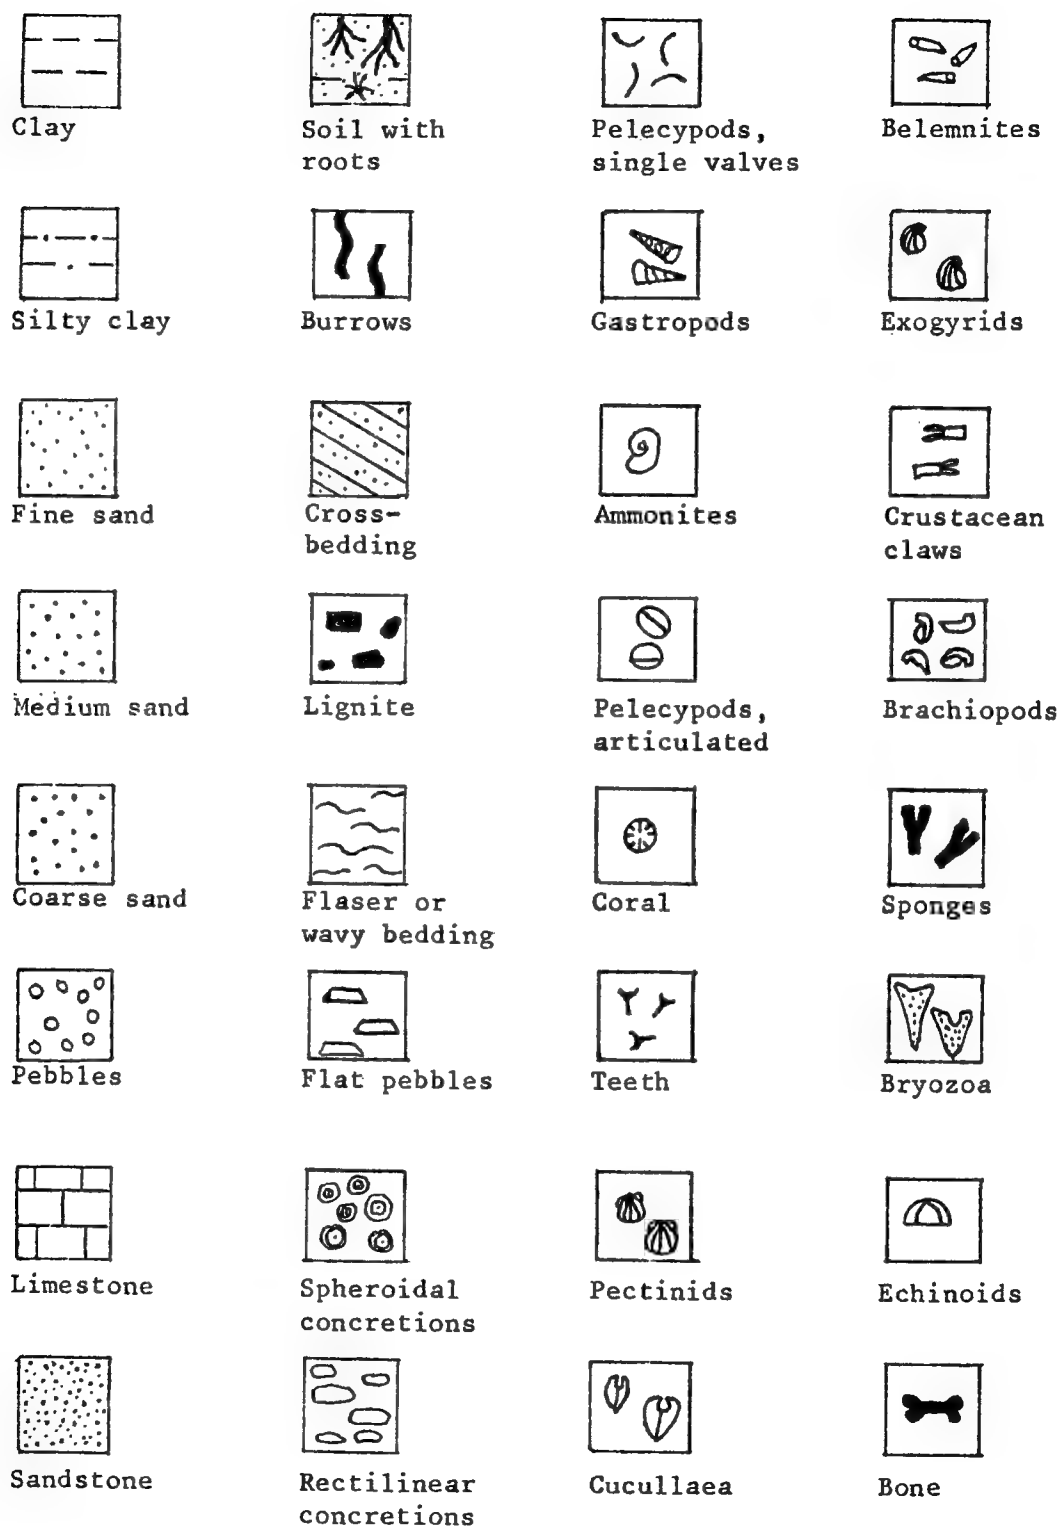 Clay
Soil with
roots
Pelecypods,
single valves
Belemnites
Silty clay
Burrows
Gastropods
Exogyrids
Fine sand
Cross-
bedding
Ammonites
Crustacean
claws
Medium sand
Lignite
Pelecypods,
articulated
Brachiopods
Coarse sand
Flaser or
wavy bedding
Coral
Sponges
Pebbles
Flat pebbles
Teeth
Bryozoa
Limestone
Spheroidal
concretions
Pectinids
Echinoids
Sandstone
Rectilinear
concretions
Cucullaea
Bone